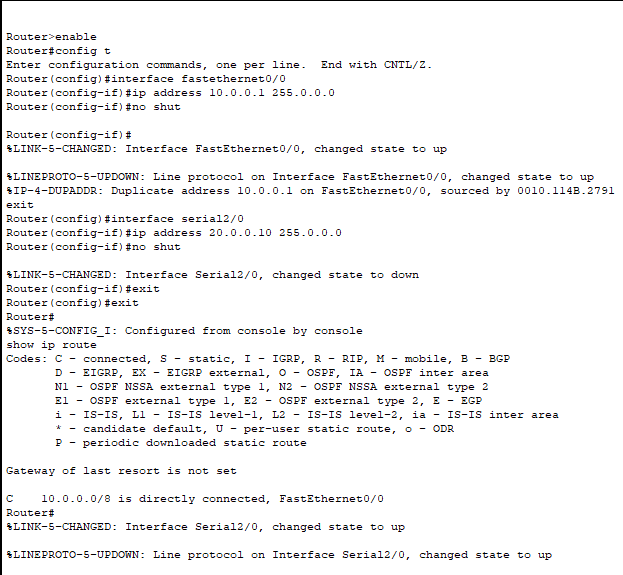 Router>enable
Router#config t
Enter configuration commands, one per line.  End with CNTL/Z.
Router(config)#interface fastethernet0/0
Router(config-if)#ip address 10.0.0.1 255.0.0.0
Router(config-if)#no shut
Router(config-if)#
%LINK-5-CHANGED: Interface FastEthernet0/0, changed state to up
%LINEPROTO-5-UPDOWN: Line protocol on Interface FastEthernet0/0, changed state to up
%IP-4-DUPADDR: Duplicate address 10.0.0.1 on FastEthernet0/0, sourced by 0010.114B.2791
exit
Router(config)#interface serial2/0
Router(config-if)#ip address 20.0.0.10 255.0.0.0
Router(config-if)#no shut
%LINK-5-CHANGED: Interface Serial2/0, changed state to down
Router(config-if)#exit
Router(config)#exit
Router#
%SYS-5-CONFIG_I: Configured from console by console
show ip route
Codes: C - connected, S - static, I - IGRP, R - RIP, M - mobile, B - BGP
       D - EIGRP, EX - EIGRP external, O - OSPF, IA - OSPF inter area
       N1 - OSPF NSSA external type 1, N2 - OSPF NSSA external type 2
       E1 - OSPF external type 1, E2 - OSPF external type 2, E - EGP
       i - IS-IS, L1 - IS-IS level-1, L2 - IS-IS level-2, ia - IS-IS inter area
       * - candidate default, U - per-user static route, o - ODR
       P - periodic downloaded static route
Gateway of last resort is not set
C    10.0.0.0/8 is directly connected, FastEthernet0/0
Router#
%LINK-5-CHANGED: Interface Serial2/0, changed state to up
%LINEPROTO-5-UPDOWN: Line protocol on Interface Serial2/0, changed state to up